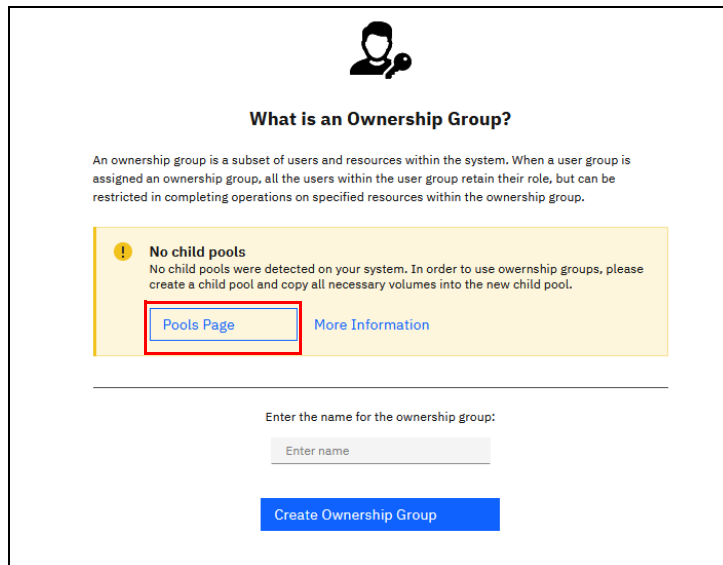 What is an Ownership Group?
An ownership group is a subset of users and resources within the system. When a user group is
assigned an ownership group, all the users within the user group retain their role, but can be
restricted in completing operations on specified resources within the ownership group.
No child pools
No child pools were detected on your system. In order to use owernship groups, please
create a child pool and copy all necessary volumes into the new child pool.
Pools Page
More Information
Enter the name for the ownership group:
Enter name
Create Ownership Group